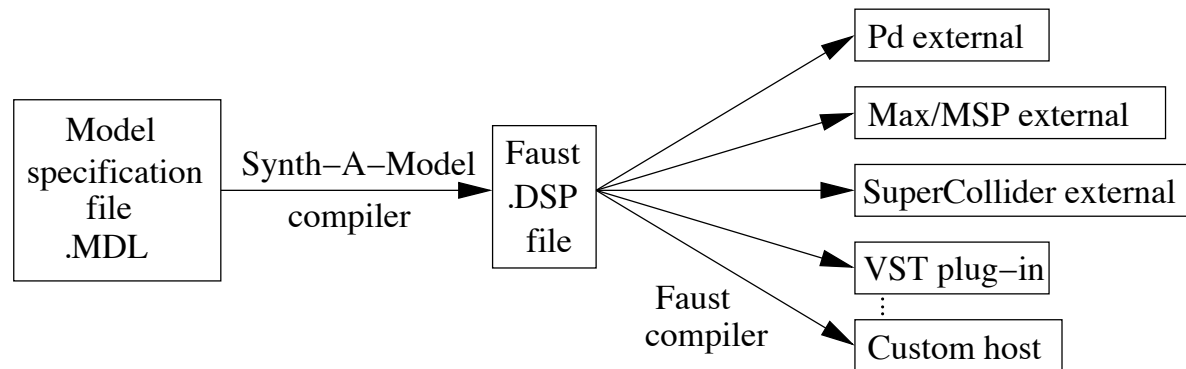 Model
specification
file
.MDL
Synth−A−Model
compiler
Faust
.DSP
file
Faust
compiler
Pd external
Max/MSP external
SuperCollider external
VST plug−in
Custom host